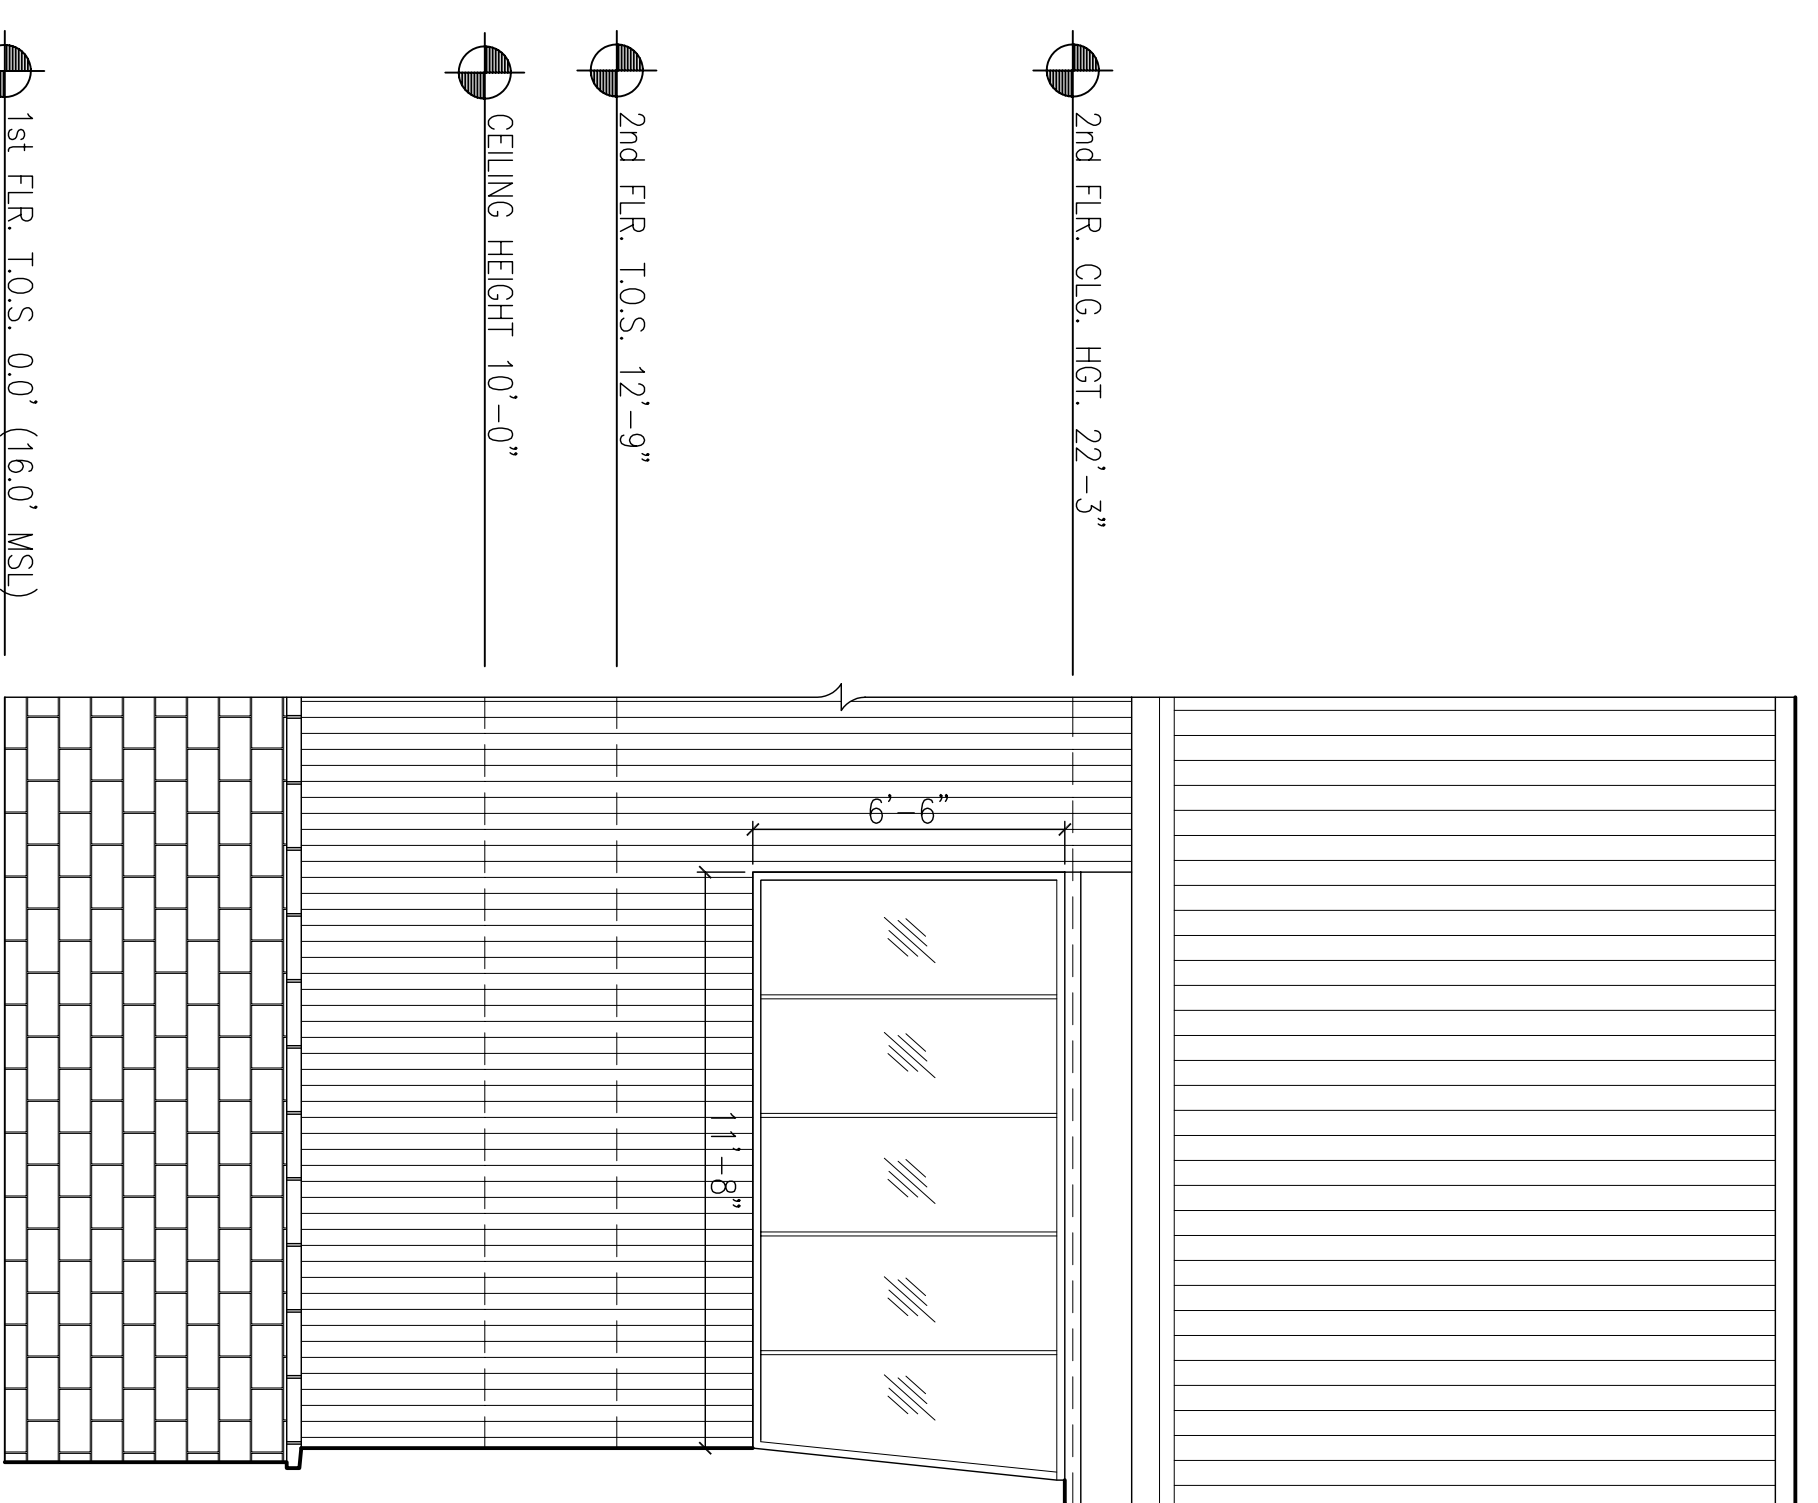 2nd FLR. CLG. HGT. 22'-3"
2nd FLR. T.O.S. 12'-9"
CEILING HEIGHT 10'-0"
1st FLR. T.O.S. 0.0' (16.0' MSL)
6'-6"
11'-8"